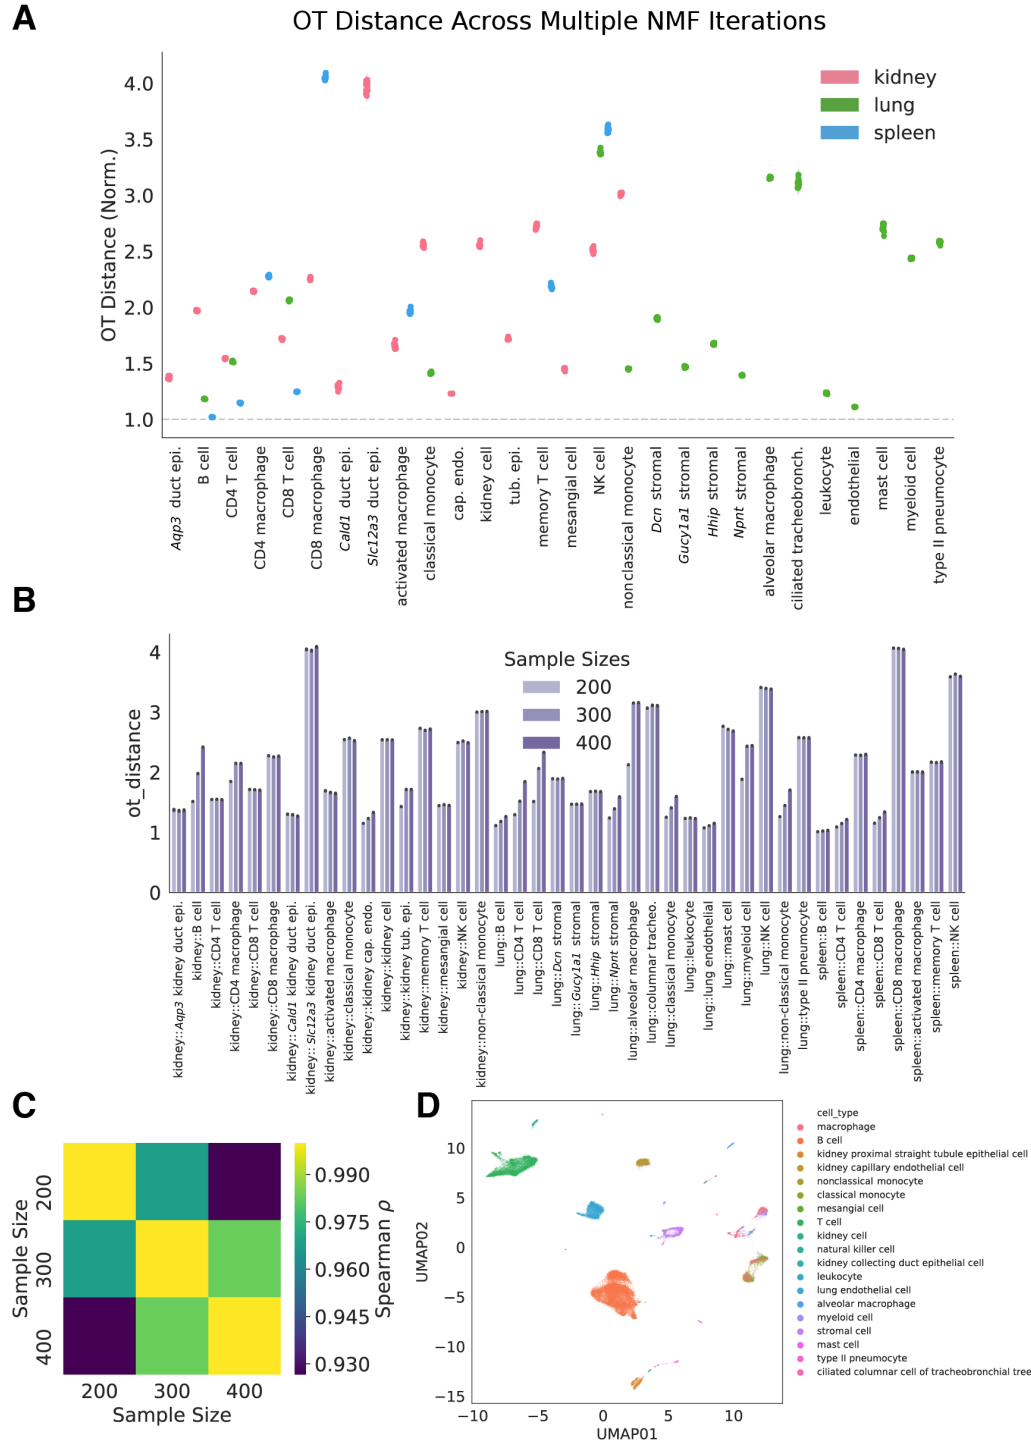 A
OT Distance Across Multiple NMF Iterations
OT Distance (Norm.)
4.0
3.5
3.0
2.5
2.0
1.5
1.0
kidney
lung
spleen
Aqp3 duct epi.
B cell
CD4 T cell
CD4 macrophage
CD8 T cell
CD8 macrophage
Cald1 duct epi.
Slc12a3 duct epi.
activated macrophage
classical monocyte
cap. endo.
kidney cell
tub. epi.
memory T cell
mesangial cell
NK cell
nonclassical monocyte
Dcn stromal
Gucy1a1 stromal
Hhip stromal
Npnt stromal
alveolar macrophage
ciliated tracheobronch.
leukocyte
endothelial
mast cell
myeloid cell
type II pneumocyte
B
ot_distance
4
3
2
1
0
Sample Sizes
200
300
400
kidney::Aqp3 kidney duct epi.
kidney::B cell
kidney::CD4 T cell
kidney::CD4 macrophage
kidney::CD8 T cell
kidney::CD8 macrophage
kidney::Cald1 kidney duct epi.
kidney::Slc12a3 kidney duct epi.
kidney::activated macrophage
kidney::classical monocyte
kidney::kidney cap. endo.
kidney::kidney cell
kidney::kidney tub. epi.
kidney::memory T cell
kidney::mesangial cell
kidney::NK cell
kidney::non-classical monocyte
lung::B cell
lung::CD4 T cell
lung::CD8 T cell
lung::Dcn stromal
lung::Gucy1a1 stromal
lung::Hhip stromal
lung::Npnt stromal
lung::alveolar macrophage
lung::columnar tracheo.
lung::classical monocyte
lung::leukocyte
lung::lung endothelial
lung::mast cell
lung::myeloid cell
lung::NK cell
lung::non-classical monocyte
lung::type II pneumocyte
spleen::B cell
spleen::CD4 T cell
spleen::CD4 macrophage
spleen::CD8 T cell
spleen::CD8 macrophage
spleen::activated macrophage
spleen::memory T cell
spleen::NK cell
C
Sample Size
200
300
400
200
300
400
Sample Size
0.990
0.975
0.960
0.945
0.930
Spearman ρ
D
UMAP02
10
5
0
−5
−10
−15
−10
−5
0
5
10
UMAP01
cell_type
macrophage
B cell
kidney proximal straight tubule epithelial cell
kidney capillary endothelial cell
nonclassical monocyte
classical monocyte
mesangial cell
T cell
kidney cell
natural killer cell
kidney collecting duct epithelial cell
leukocyte
lung endothelial cell
alveolar macrophage
myeloid cell
stromal cell
mast cell
type II pneumocyte
ciliated columnar cell of tracheobronchial tree